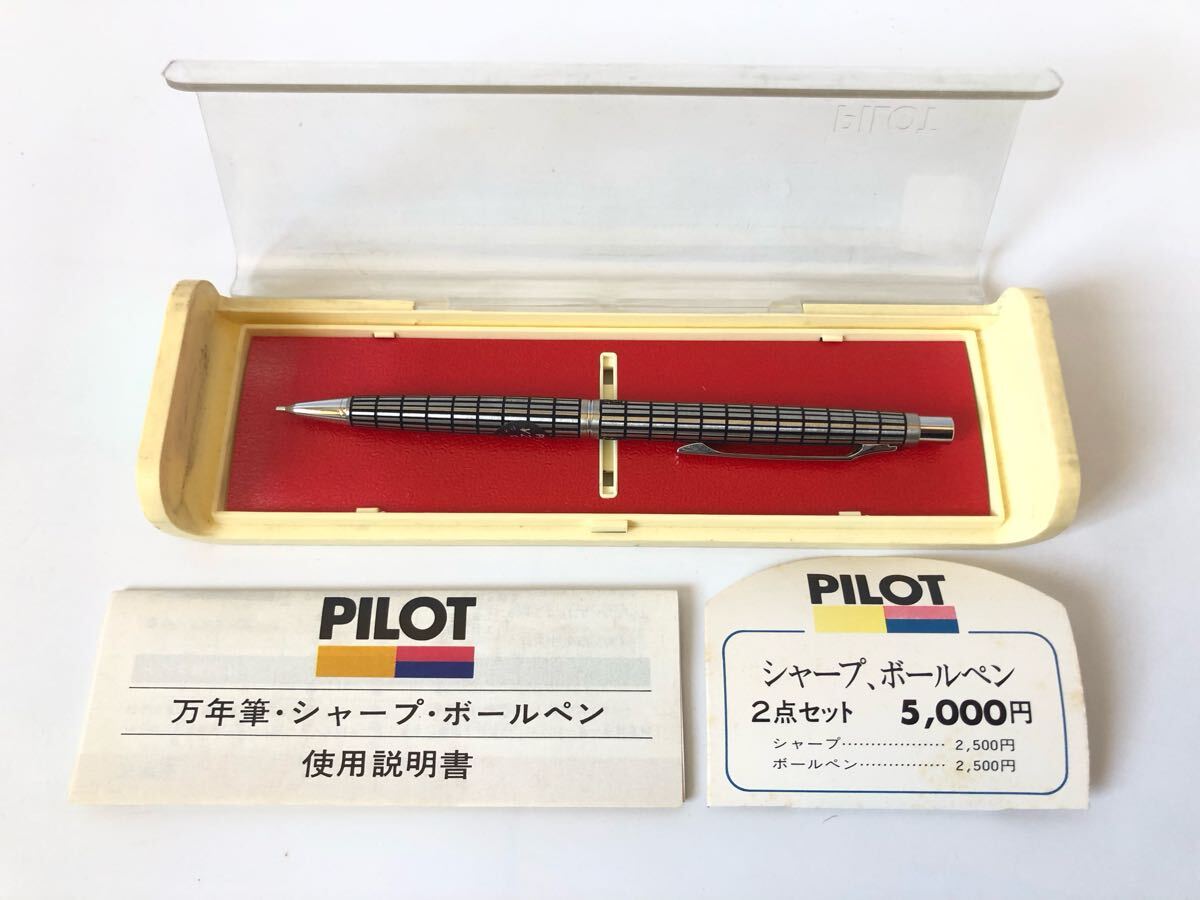 PILOT
PILOT
万年筆・シャープ・ボールペン
使用説明書
PILOT
シャープ、ボールペン
2点セット 5,000円
シャープ‥‥‥‥‥‥‥‥‥ 2,500円
ボールペン‥‥‥‥‥‥‥ 2,500円